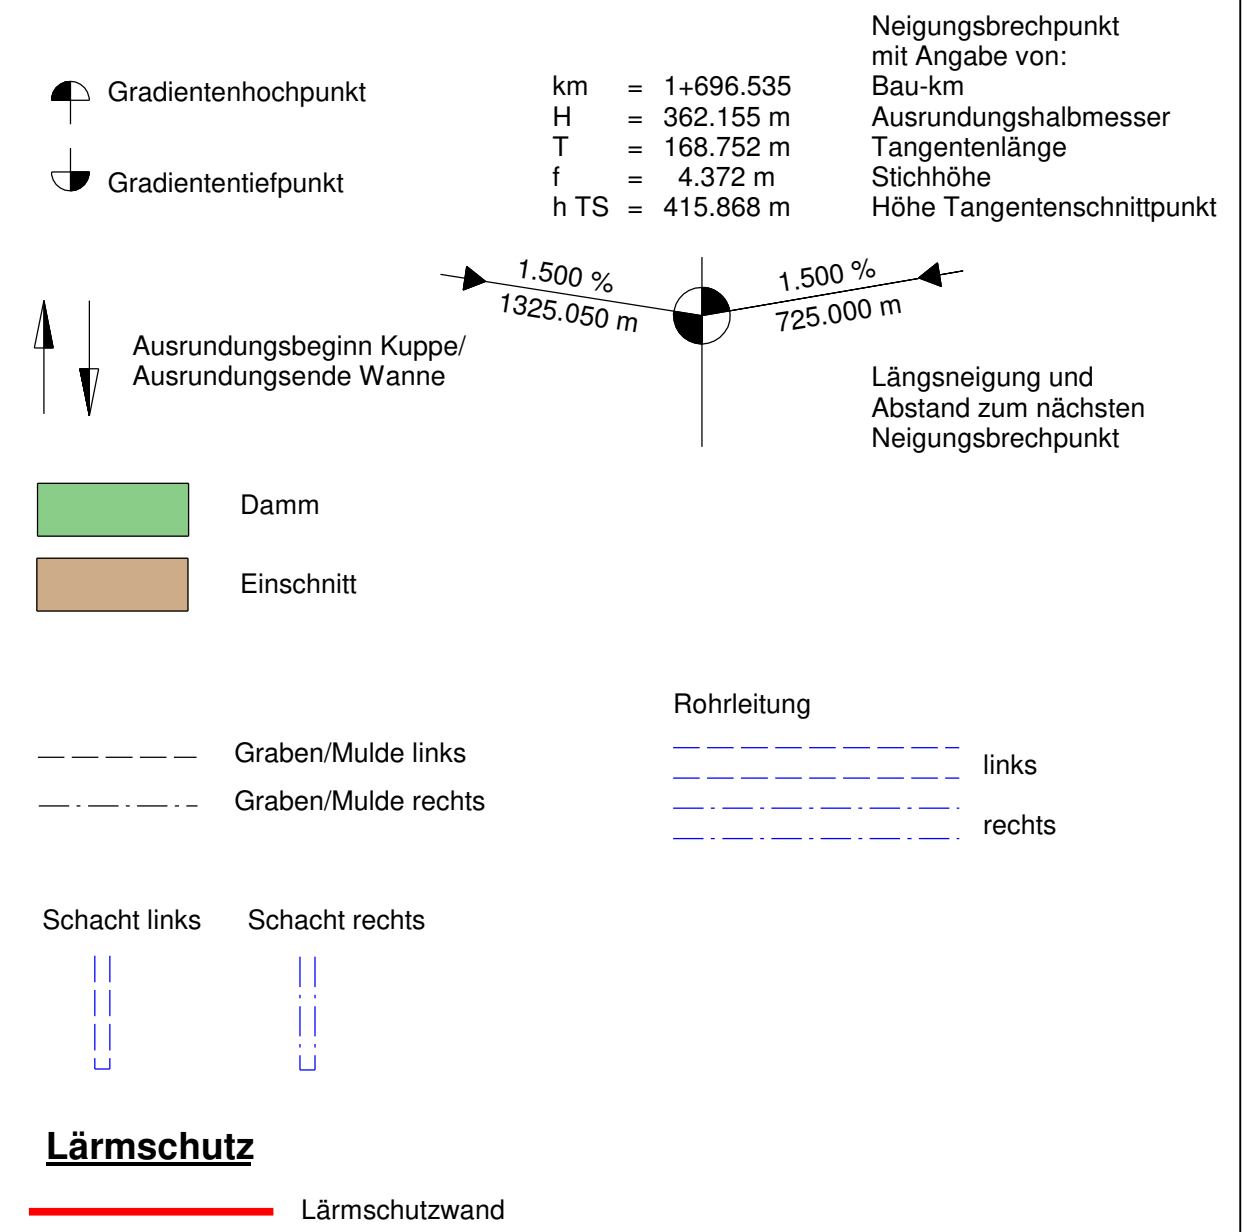 Gradientenhochpunkt
Gradiententiefpunkt
Neigungsbrechpunkt
mit Angabe von:
km = 1+696.535 Bau-km
H = 362.155 m Ausrundungshalbmesser
T = 168.752 m Tangentenlänge
f = 4.372 m Stichhöhe
h TS = 415.868 m Höhe Tangentenschnittpunkt
1.500 %
1325.050 m
1.500 %
725.000 m
Ausrundungsbeginn Kuppe/
Ausrundungsende Wanne
Längsneigung und
Abstand zum nächsten
Neigungsbrechpunkt
Damm
Einschnitt
Graben/Mulde links
Graben/Mulde rechts
Rohrleitung
links
rechts
Schacht links
Schacht rechts
Lärmschutz
Lärmschutzwand